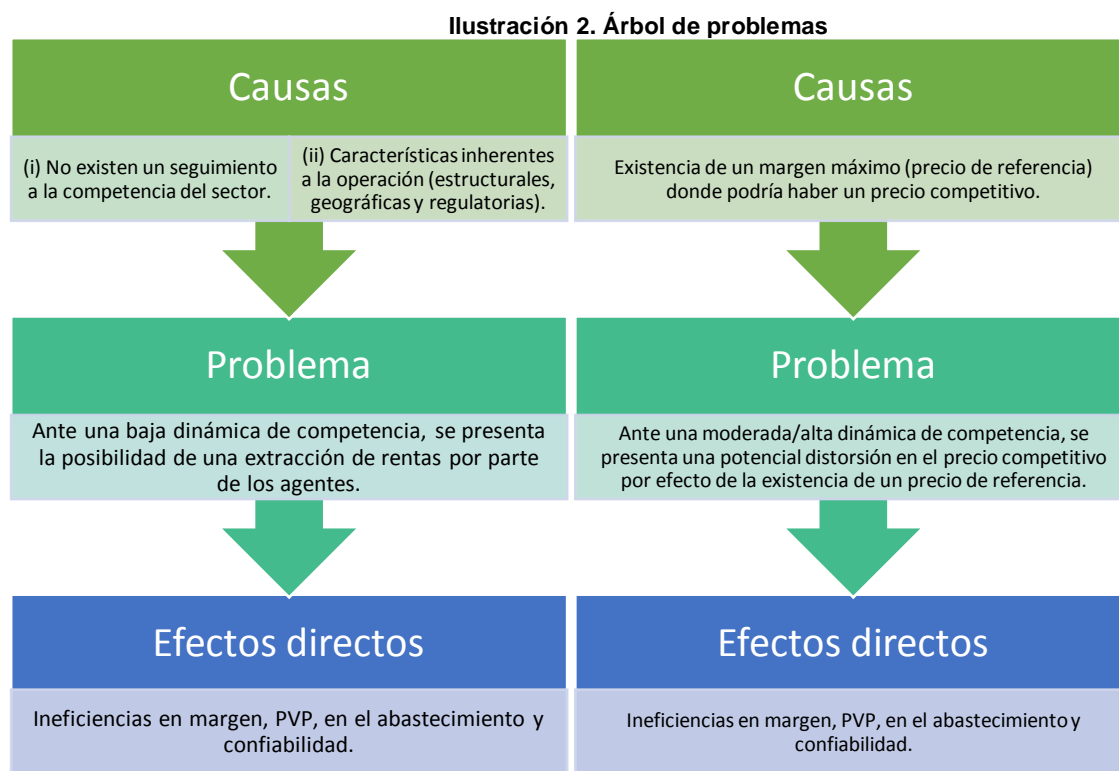 Ilustración 2. Árbol de problemas
Causas
(i) No existen un seguimiento
a la competencia del sector.
(ii) Características inherentes
a la operación (estructurales,
geográficas y regulatorias).
Problema
Ante una baja dinámica de competencia, se presenta
la posibilidad de una extracción de rentas por parte
de los agentes.
Efectos directos
Ineficiencias en margen, PVP, en el abastecimiento y
confiabilidad.
Causas
Existencia de un margen máximo (precio de referencia)
donde podría haber un precio competitivo.
Problema
Ante una moderada/alta dinámica de competencia, se
presenta una potencial distorsión en el precio competitivo
por efecto de la existencia de un precio de referencia.
Efectos directos
Ineficiencias en margen, PVP, en el abastecimiento y
confiabilidad.